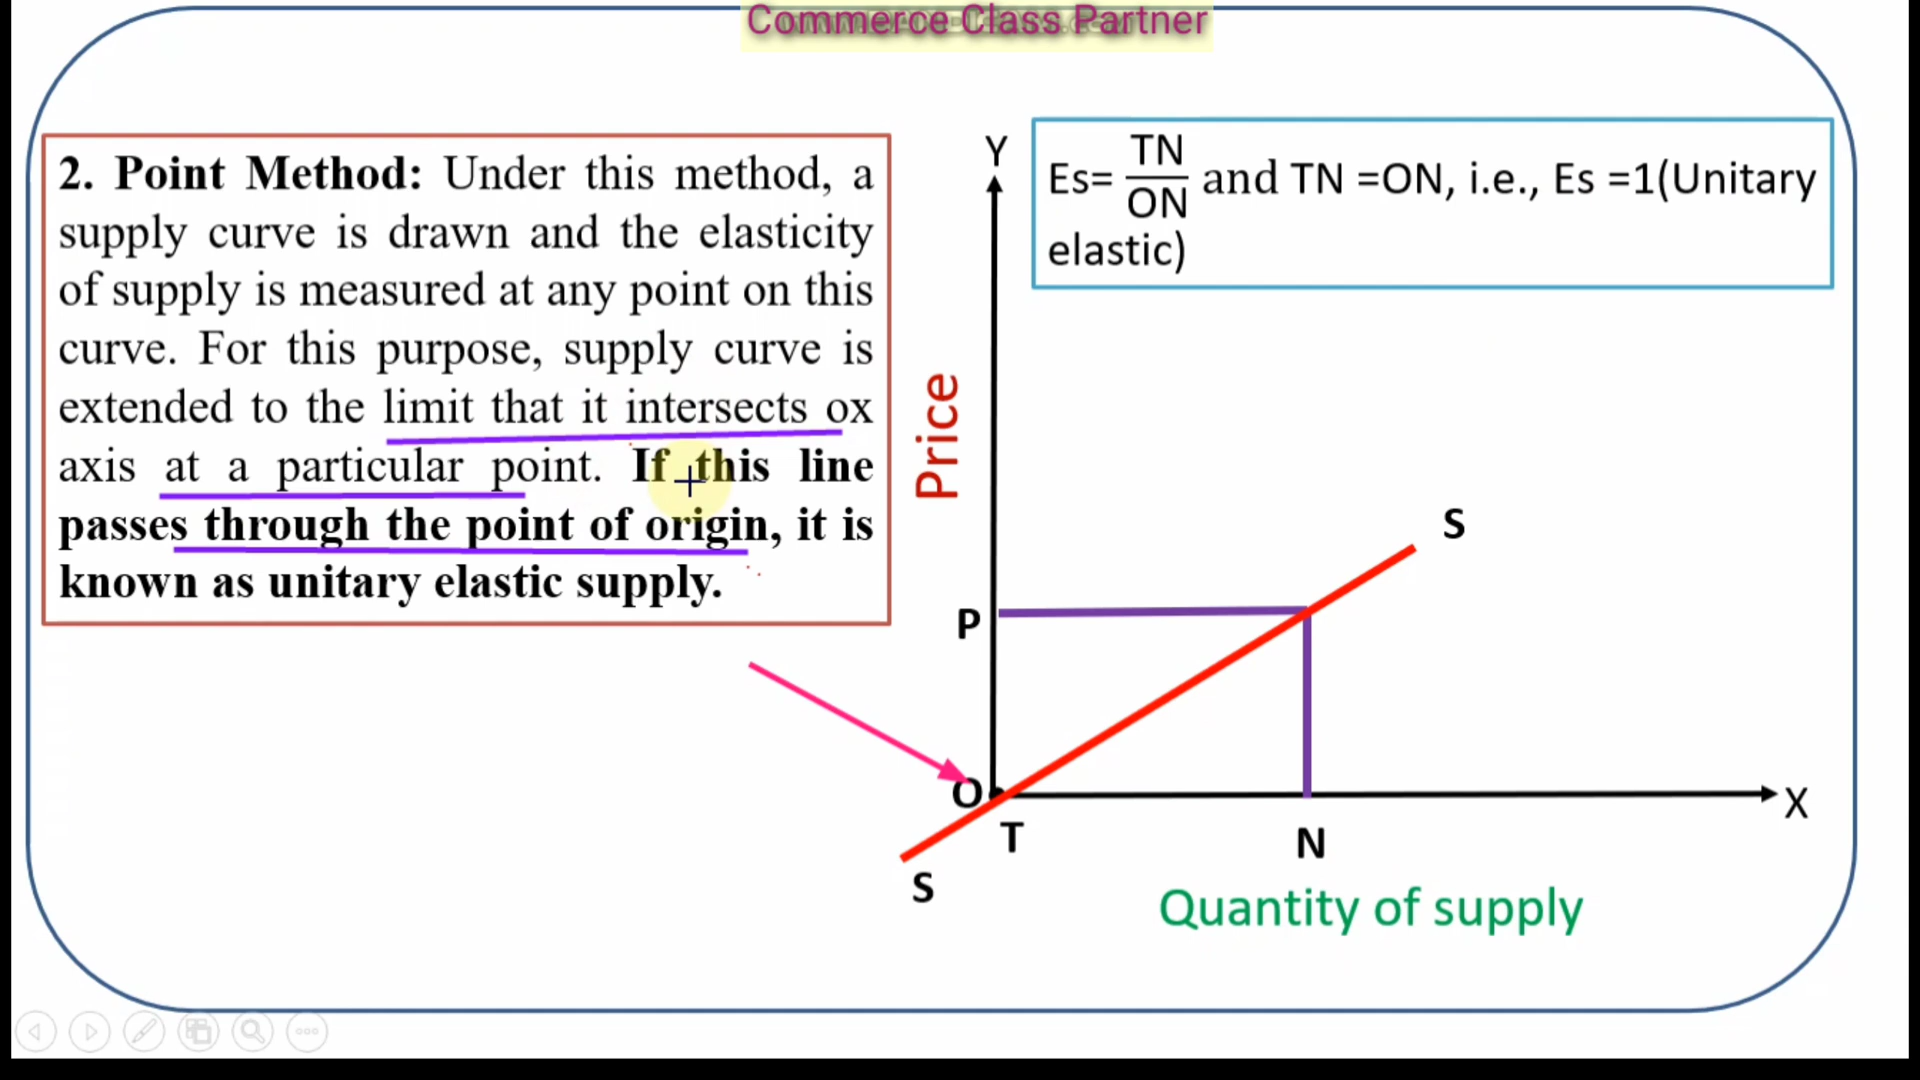 Commerce Class Partner
2. Point Method: Under this method, a
supply curve is drawn and the elasticity
of supply is measured at any point on this
curve. For this purpose, supply curve is
extended to the limit that it intersects ox
axis at a particular point. If this line
passes through the point of origin, it is
known as unitary elastic supply.
Y
Es= TN/ON and TN =ON, i.e., Es =1(Unitary
elastic)
Price
S
P
O
X
T
N
S
Quantity of supply